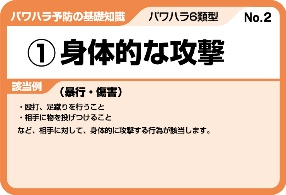 パワハラ予防の基礎知識 パワハラ6類型 No.2
①身体的な攻撃
該当例
（暴行・傷害）
・殴打、足蹴りを行うこと
・相手に物を投げつけること
など、相手に対して、身体的に攻撃する行為が該当します。